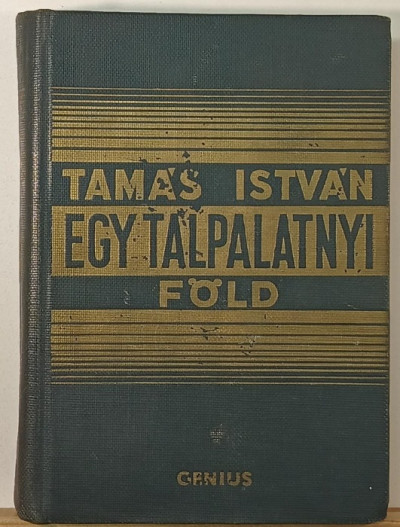 TAMÁS ISTVÁN
EGY TALPALATNYI
FÖLD
GENIUS